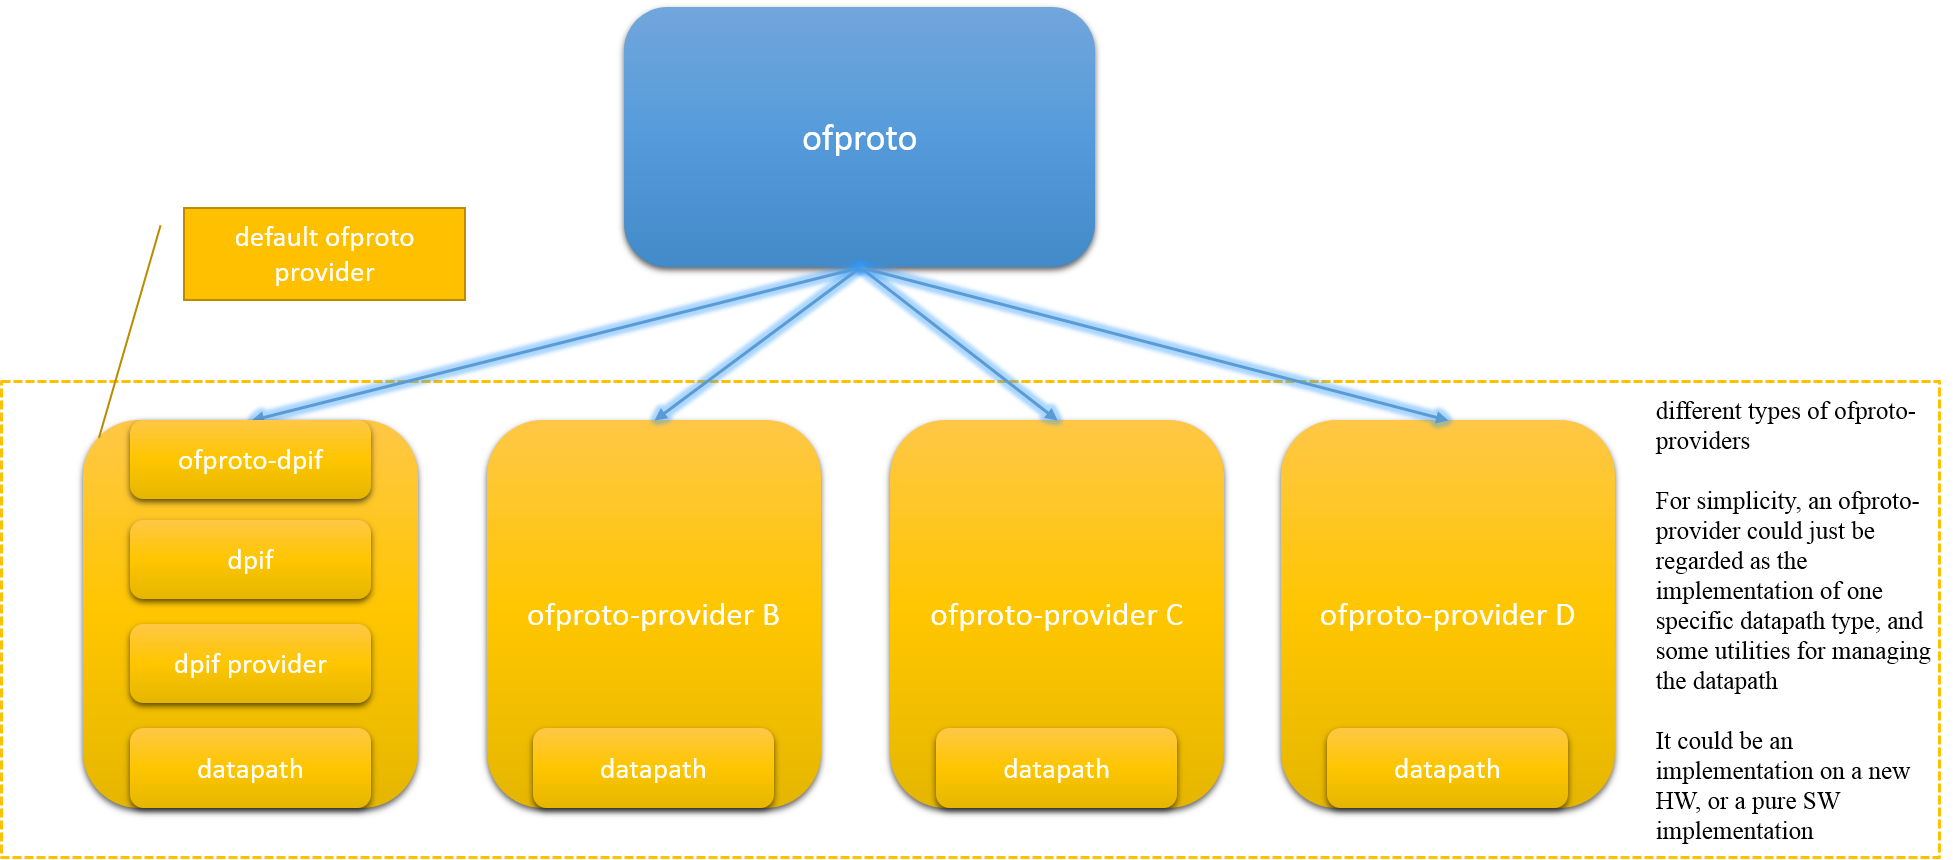 ofproto
default ofproto
provider
ofproto-dpif
dpif
dpif provider
datapath
ofproto-provider B
datapath
ofproto-provider C
datapath
ofproto-provider D
datapath
different types of ofproto-
providers
For simplicity, an ofproto-
provider could just be
regarded as the
implementation of one
specific datapath type, and
some utilities for managing
the datapath
It could be an
implementation on a new
HW, or a pure SW
implementation